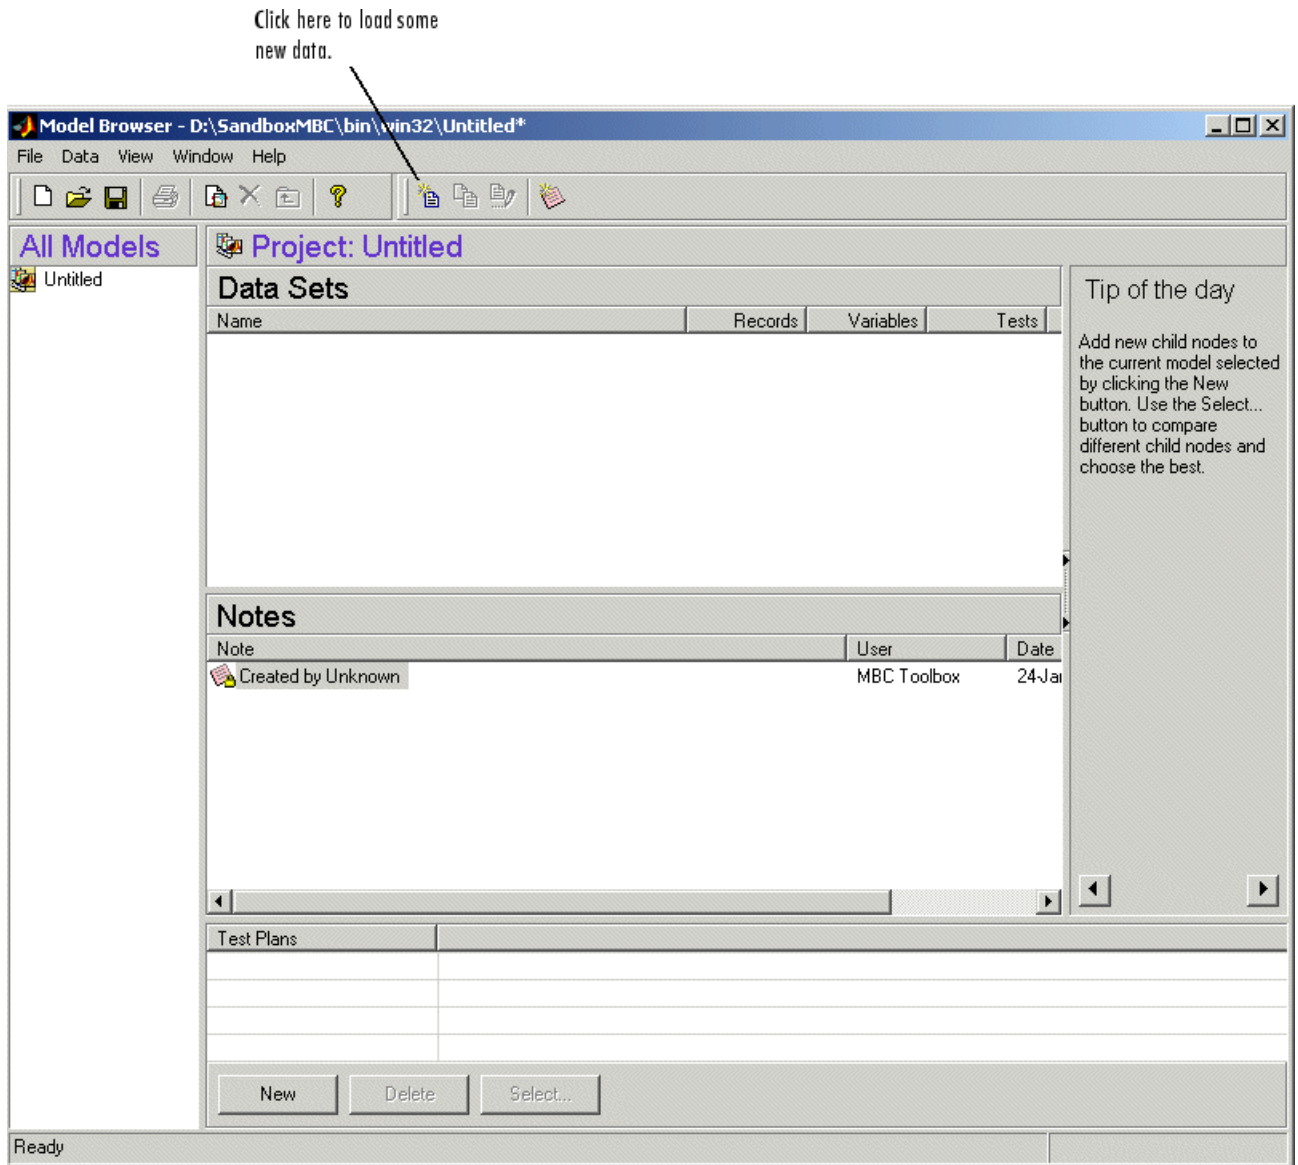 Click here to load some
new data.
Model Browser - D:\SandboxMBC\bin\win32\Untitled*
File Data View Window Help
All Models
Project: Untitled
Untitled
Data Sets
Name Records Variables Tests
Tip of the day
Add new child nodes to
the current model selected
by clicking the New
button. Use the Select...
button to compare
different child nodes and
choose the best.
Notes
Note User Date
Created by Unknown MBC Toolbox 24-Jan
Test Plans
New Delete Select...
Ready